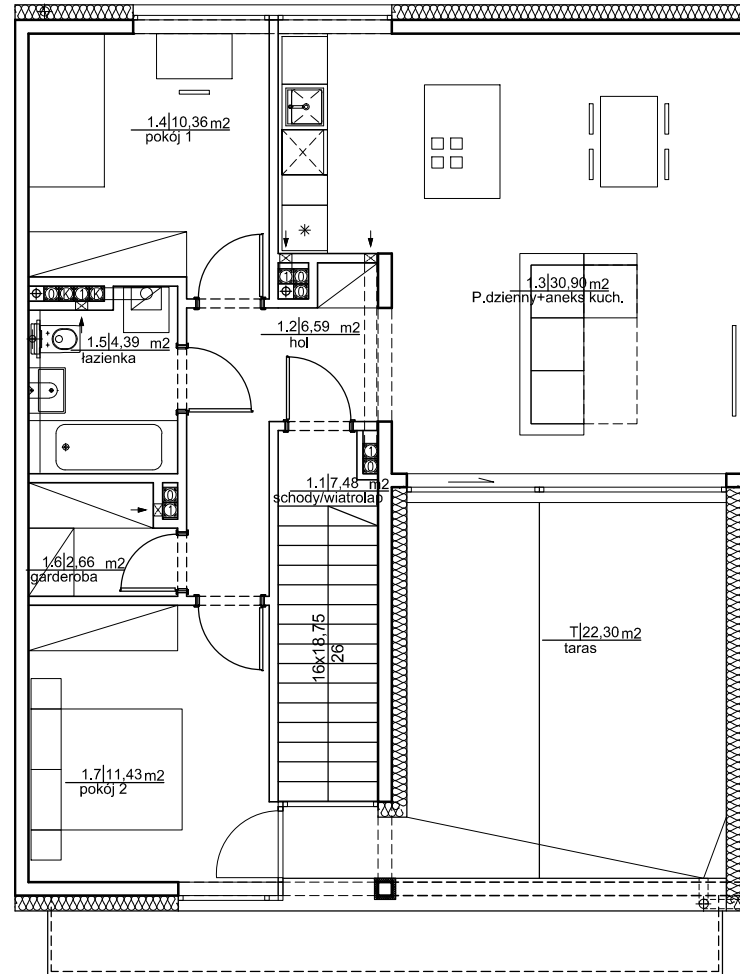 1.4|10,36 m2
pokój 1
1.3|30,90 m2
P.dzienny+aneks kuch.
1.2|6,59 m2
hol
1.5|4,39 m2
łazienka
1.1|7,48 m2
schody/wiatrołap
1.6|2,66 m2
garderoba
16x18,75
26
T|22,30 m2
taras
1.7|11,43 m2
pokój 2